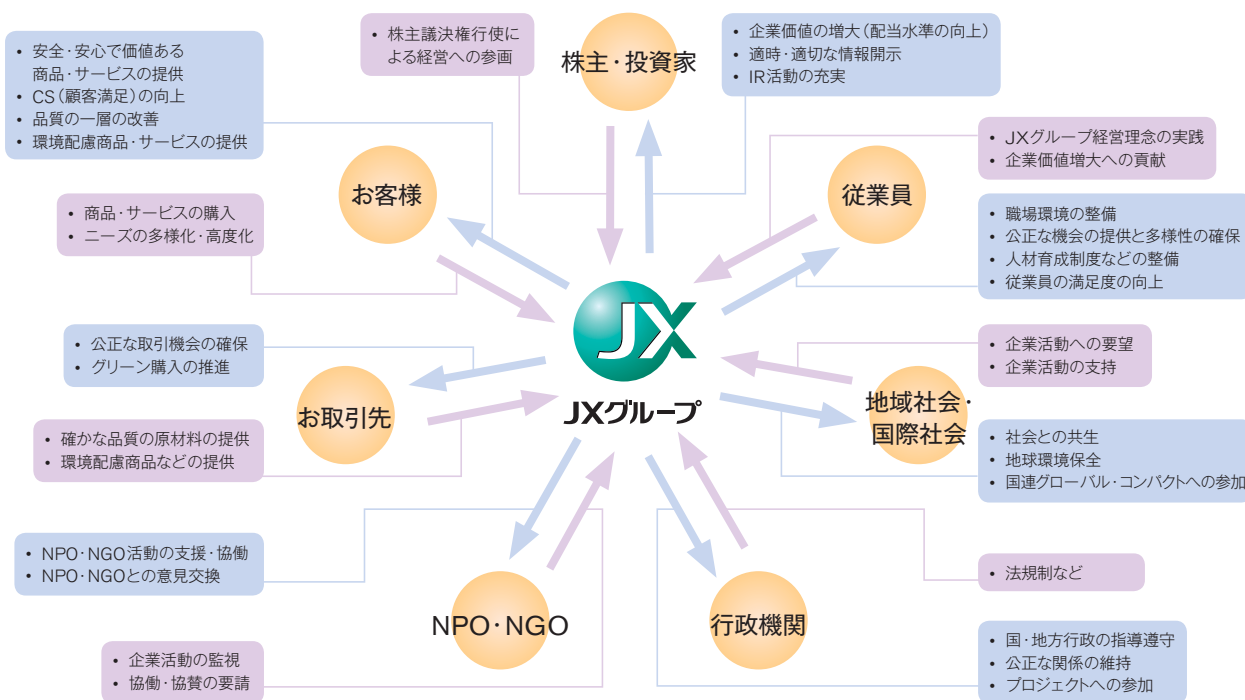 • 安全・安心で価値ある
商品・サービスの提供
• CS(顧客満足)の向上
• 品質の一層の改善
• 環境配慮商品・サービスの提供
• 株主議決権行使に
よる経営への参画
株主・投資家
• 企業価値の増大(配当水準の向上)
• 適時・適切な情報開示
• IR活動の充実
• JXグループ経営理念の実践
• 企業価値増大への貢献
お客様
従業員
• 商品・サービスの購入
• ニーズの多様化・高度化
• 職場環境の整備
• 公正な機会の提供と多様性の確保
• 人材育成制度などの整備
• 従業員の満足度の向上
JX
JXグループ
• 公正な取引機会の確保
• グリーン購入の推進
• 企業活動への要望
• 企業活動の支持
お取引先
地域社会・
国際社会
• 確かな品質の原材料の提供
• 環境配慮商品などの提供
• 社会との共生
• 地球環境保全
• 国連グローバル・コンパクトへの参加
• NPO・NGO活動の支援・協働
• NPO・NGOとの意見交換
• 法規制など
NPO・NGO
行政機関
• 企業活動の監視
• 協働・協賛の要請
• 国・地方行政の指導遵守
• 公正な関係の維持
• プロジェクトへの参加